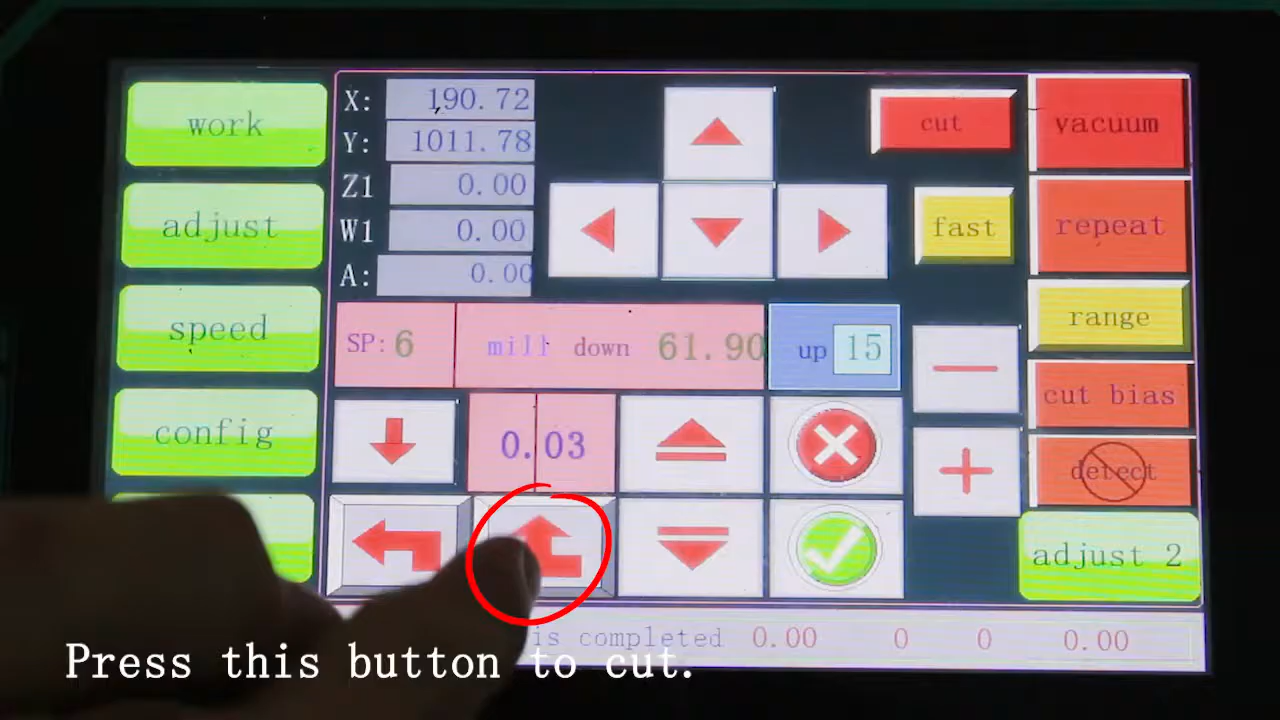 work
adjust
speed
config
X: 190.72
Y: 1011.78
Z1 0.00
W1 0.00
A: 0.00
cut
fast
vacuum
repeat
range
cut bias
detect
adjust 2
SP: 6
mill down 61.90
up 15
0.03
is completed 0.00 0 0 0.00
Press this button to cut.